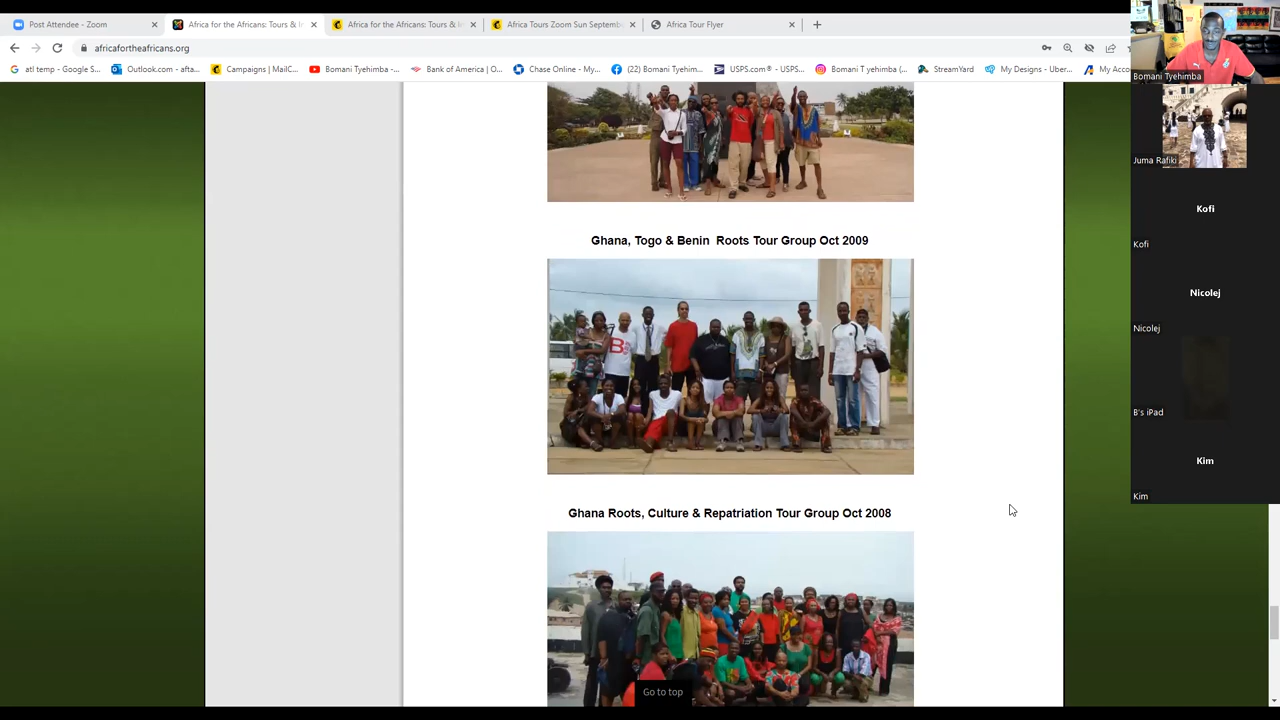 Post Attendee - Zoom
Africa for the Africans: Tours & In
Africa for the Africans: Tours & In
Africa Tours Zoom Sun Septemb
Africa Tour Flyer
africafortheafricans.org
atl temp - Google S...
Outlook.com - afta...
Campaigns | MailC...
Bomani Tyehimba -...
Bank of America | O...
Chase Online - My...
(22) Bomani Tyehim...
USPS.com® - USPS...
Bomani T yehimba (...
StreamYard
My Designs - Uber...
My Acco
Ghana, Togo & Benin Roots Tour Group Oct 2009
Ghana Roots, Culture & Repatriation Tour Group Oct 2008
Go to top
Bomani Tyehimba
Juma Rafiki
Kofi
Kofi
Nicolej
Nicolej
B's iPad
Kim
Kim